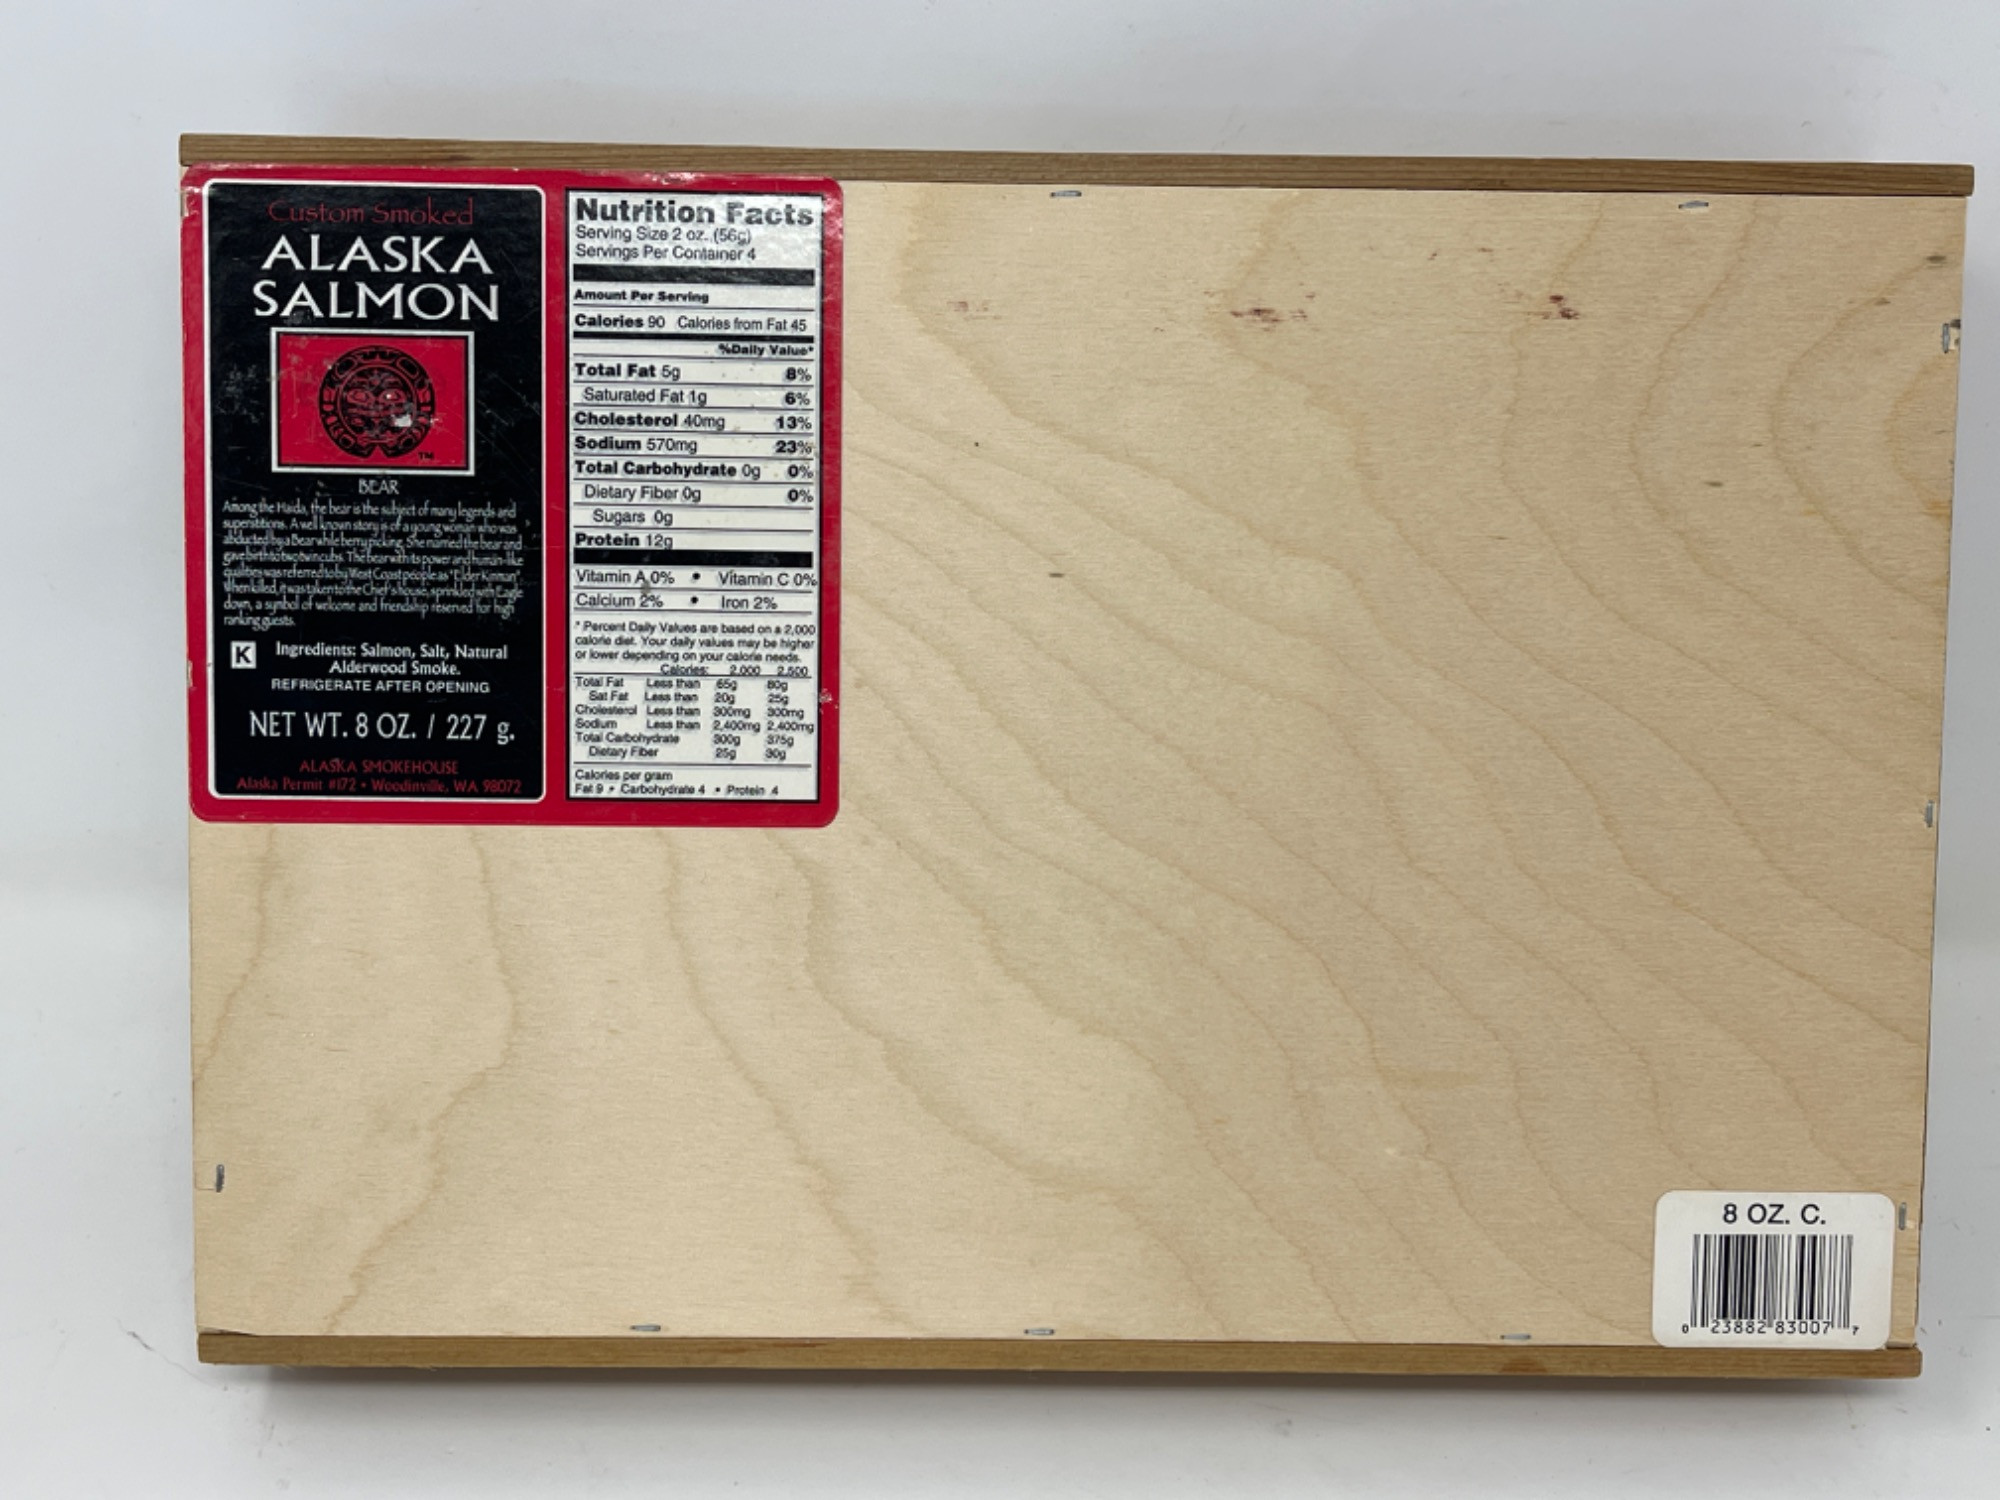 Custom Smoked
ALASKA
SALMON
TM
BEAR
Among the Haida, the bear is the subject of many legends and
superstitions. A well known story is of a young woman who was
abducted by a Bear while berry picking. She named the bear and
gave birth to two twin cubs. The bear with its power and human-like
qualities was referred to by West Coast people as "Elder Kinman".
When killed, it was taken to the Chief's house, sprinkled with Eagle
down, a symbol of welcome and friendship reserved for high
ranking guests.
K
Ingredients: Salmon, Salt, Natural
Alderwood Smoke.
REFRIGERATE AFTER OPENING
NET WT. 8 OZ. / 227 g.
ALASKA SMOKEHOUSE
Alaska Permit #172 • Woodinville, WA 98072
Nutrition Facts
Serving Size 2 oz. (56g)
Servings Per Container 4
Amount Per Serving
Calories 90 Calories from Fat 45
%Daily Value*
Total Fat 5g 8%
Saturated Fat 1g 6%
Cholesterol 40mg 13%
Sodium 570mg 23%
Total Carbohydrate 0g 0%
Dietary Fiber 0g 0%
Sugars 0g
Protein 12g
Vitamin A 0% • Vitamin C 0%
Calcium 2% • Iron 2%
* Percent Daily Values are based on a 2,000
calorie diet. Your daily values may be higher
or lower depending on your calorie needs.
Calories: 2,000 2,500
Total Fat Less than 65g 80g
Sat Fat Less than 20g 25g
Cholesterol Less than 300mg 300mg
Sodium Less than 2,400mg 2,400mg
Total Carbohydrate 300g 375g
Dietary Fiber 25g 30g
Calories per gram
Fat 9 • Carbohydrate 4 • Protein 4
8 OZ. C.
0 23882 83007 7